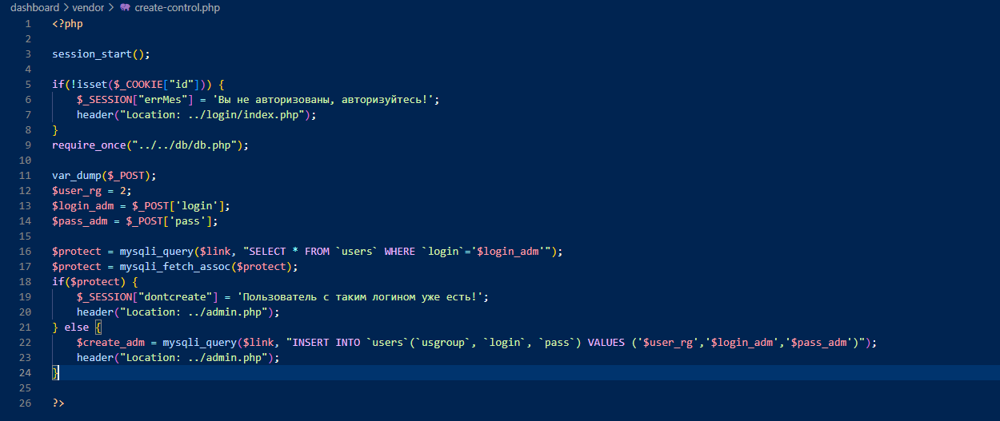 dashboard > vendor > create-control.php
1 <?php
2
3 session_start();
4
5 if(!isset($_COOKIE["id"])) {
6     $_SESSION["errMes"] = 'Вы не авторизованы, авторизуйтесь!';
7     header("Location: ../login/index.php");
8 }
9 require_once("../../db/db.php");
10
11 var_dump($_POST);
12 $user_rg = 2;
13 $login_adm = $_POST['login'];
14 $pass_adm = $_POST['pass'];
15
16 $protect = mysqli_query($link, "SELECT * FROM `users` WHERE `login`='$login_adm'");
17 $protect = mysqli_fetch_assoc($protect);
18 if($protect) {
19     $_SESSION["dontcreate"] = 'Пользователь с таким логином уже есть!';
20     header("Location: ../admin.php");
21 } else {
22     $create_adm = mysqli_query($link, "INSERT INTO `users`(`usgroup`, `login`, `pass`) VALUES ('$user_rg','$login_adm','$pass_adm')");
23     header("Location: ../admin.php");
24 }
25
26 ?>